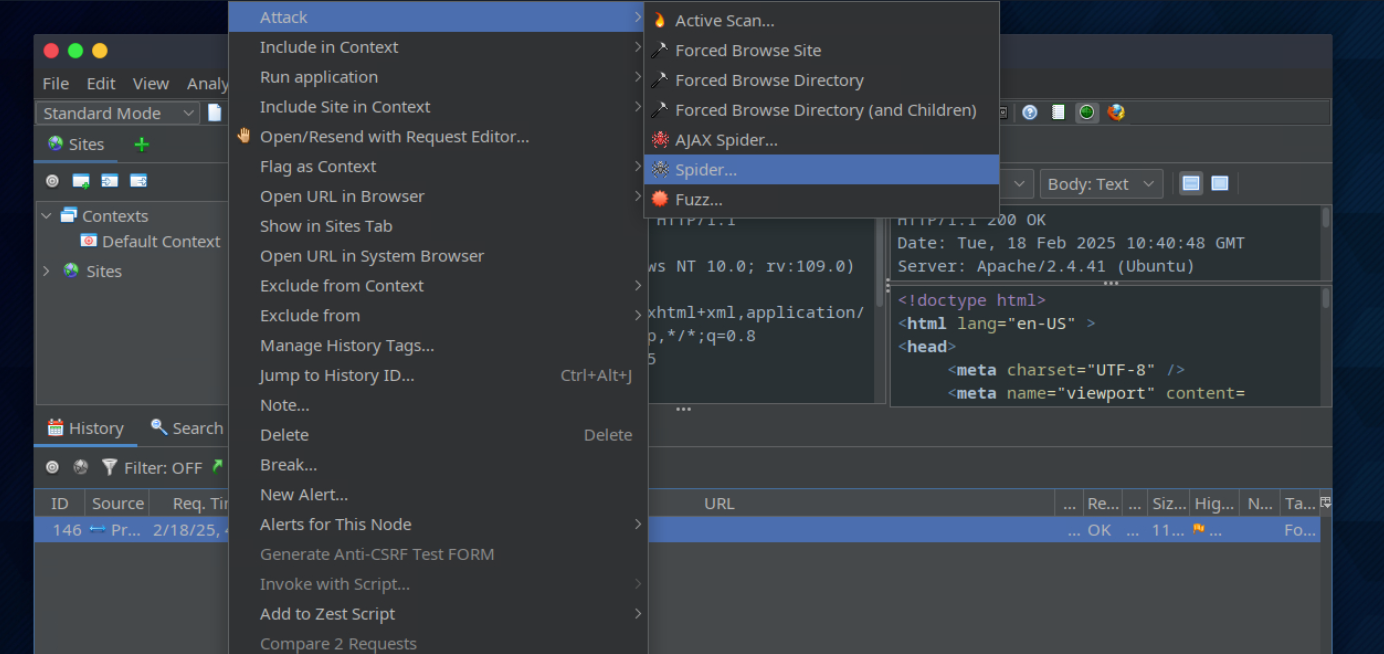 Attack
Include in Context
Run application
Include Site in Context
Open/Resend with Request Editor...
Flag as Context
Open URL in Browser
Show in Sites Tab
Open URL in System Browser
Exclude from Context
Exclude from
Manage History Tags...
Jump to History ID... Ctrl+Alt+J
Note...
Delete Delete
Break...
New Alert...
Alerts for This Node
Generate Anti-CSRF Test FORM
Invoke with Script...
Add to Zest Script
Compare 2 Requests
Active Scan...
Forced Browse Site
Forced Browse Directory
Forced Browse Directory (and Children)
AJAX Spider...
Spider...
Fuzz...
File Edit View Analy
Standard Mode
Sites
Contexts
Default Context
Sites
Body: Text
HTTP/1.1
ws NT 10.0; rv:109.0)
xhtml+xml,application/
p,*/*;q=0.8
5
HTTP/1.1 200 OK
Date: Tue, 18 Feb 2025 10:40:48 GMT
Server: Apache/2.4.41 (Ubuntu)
<!doctype html>
<html lang="en-US" >
<head>
<meta charset="UTF-8" />
<meta name="viewport" content=
History Search
Filter: OFF
ID Source Req. Tir URL ... Re... ... Siz... Hig... N... Ta...
146 Pr... 2/18/25, ... OK ... 11... ... Fo...